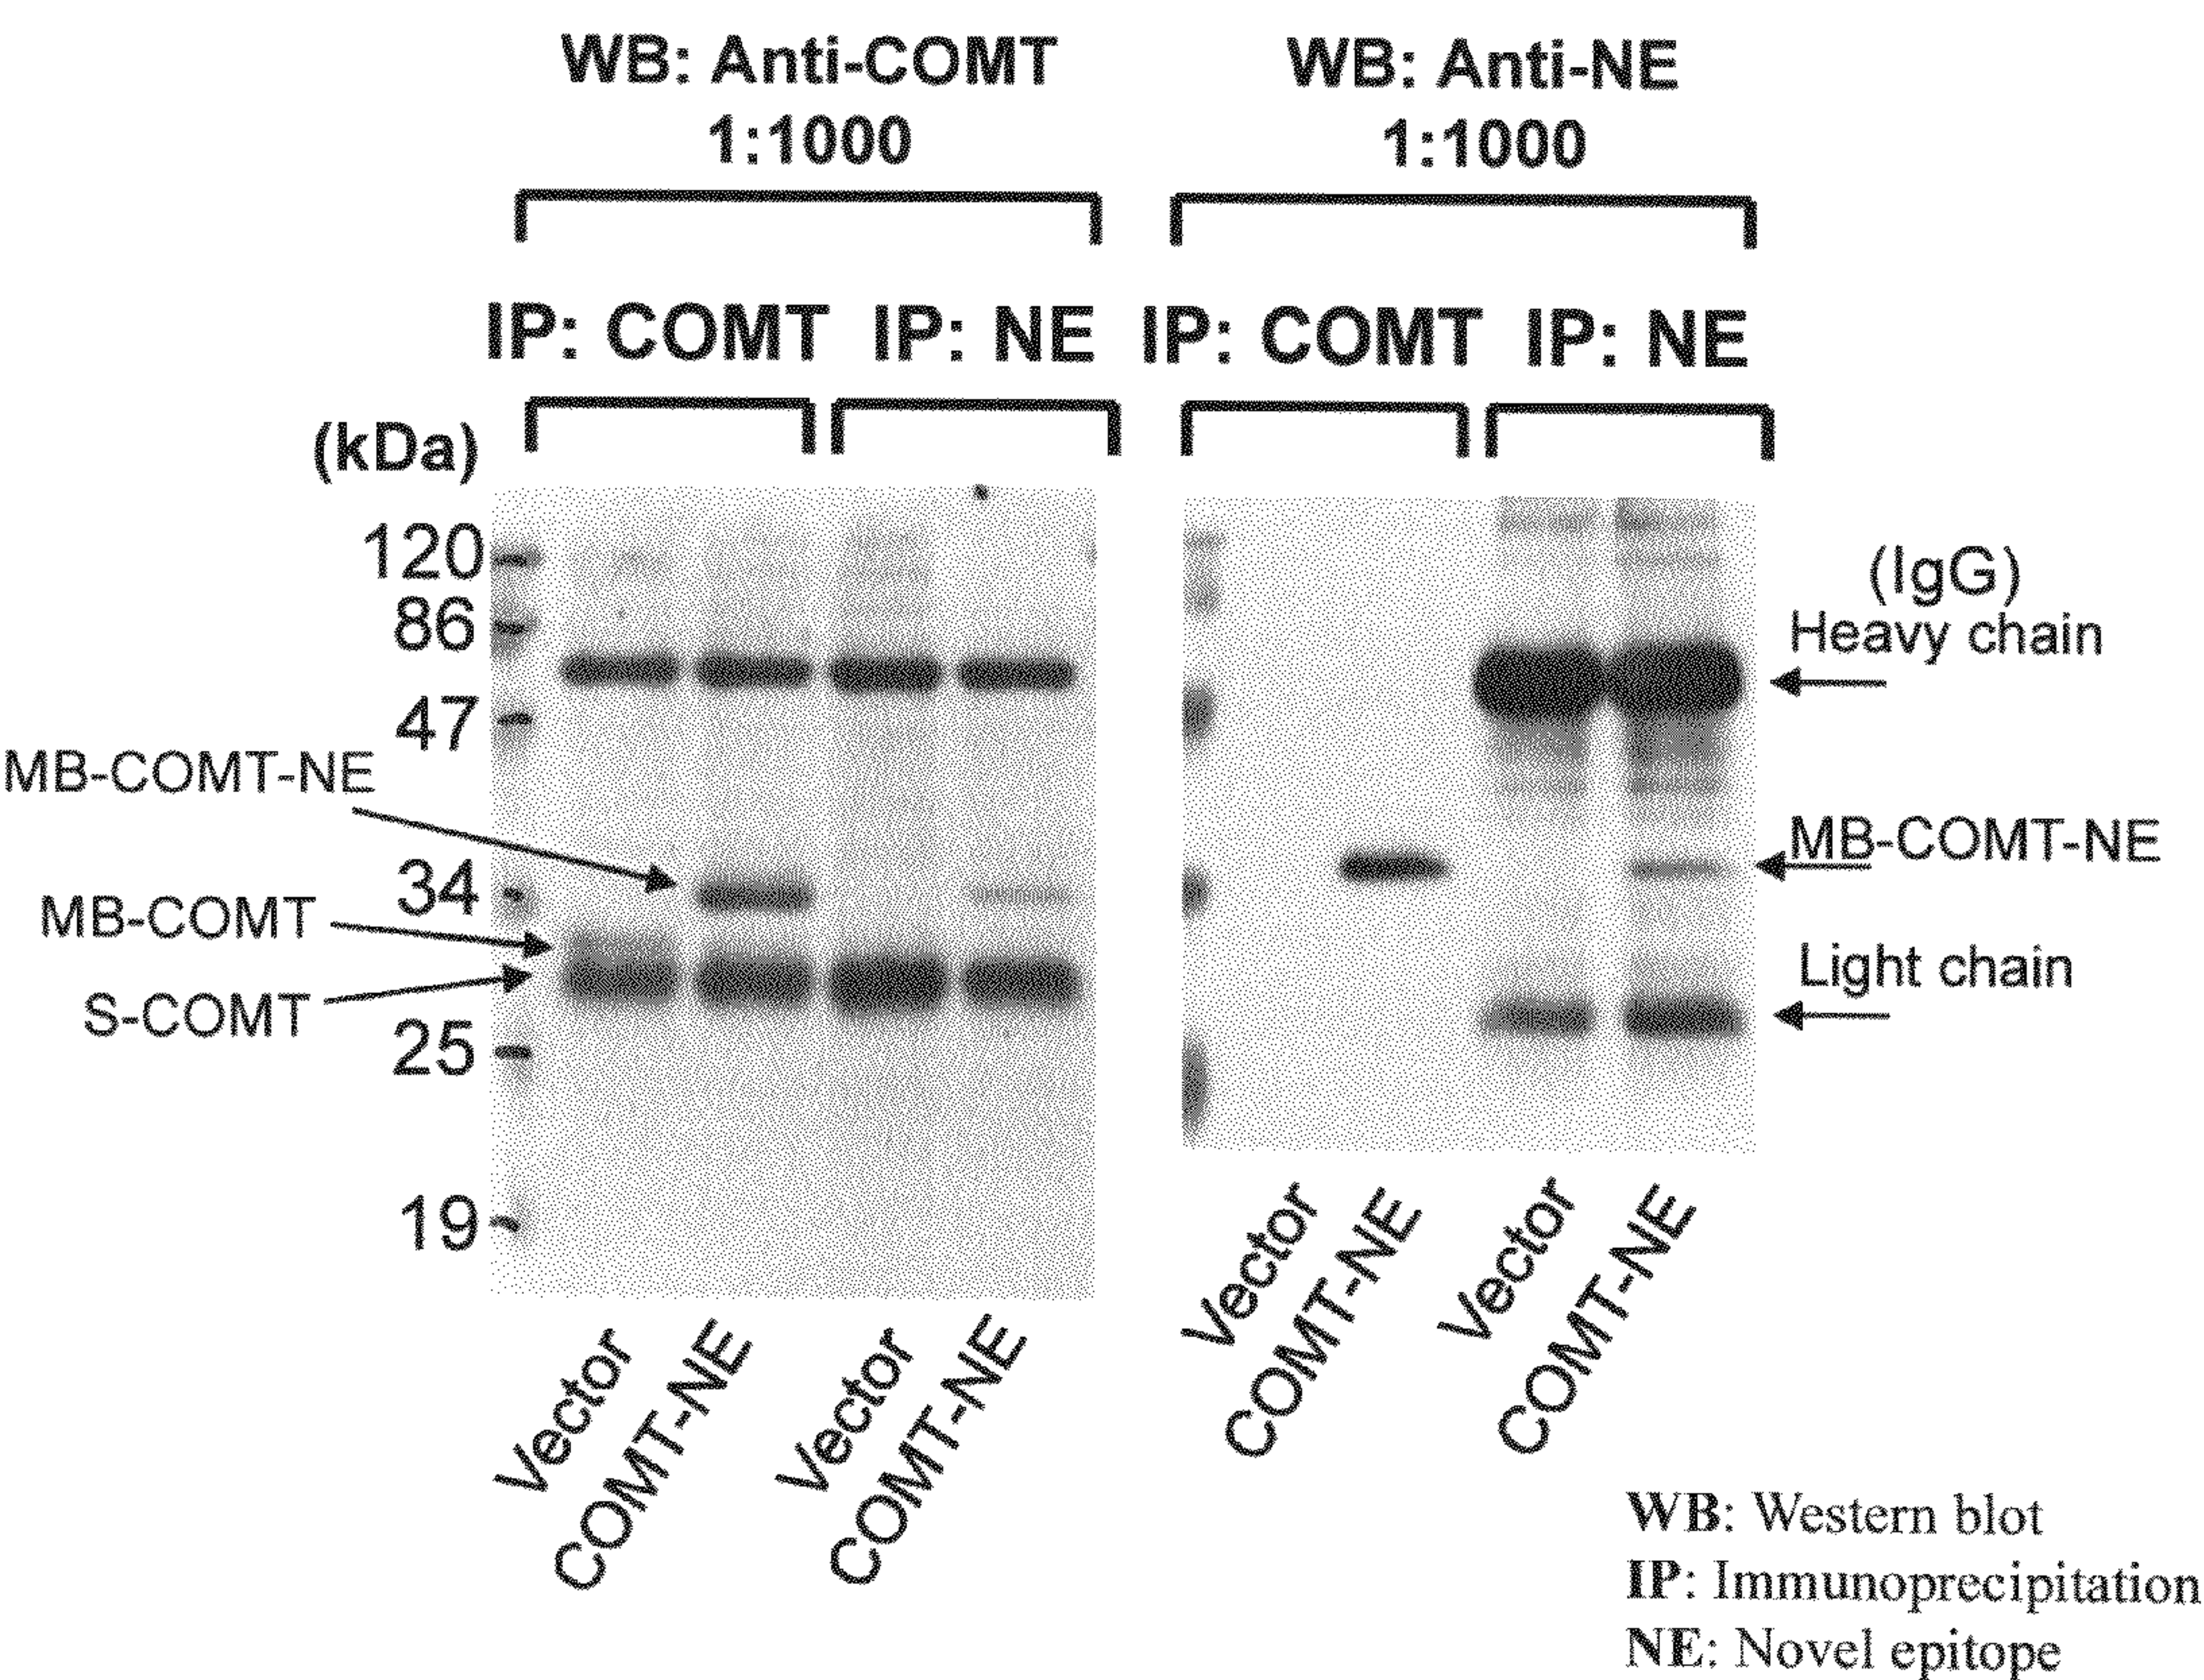 WB: Anti-COMT
1:1000
WB: Anti-NE
1:1000
IP: COMT
IP: NE
IP: COMT
IP: NE
(kDa)
120
86
47
34
25
19
MB-COMT-NE
MB-COMT
S-COMT
(IgG)
Heavy chain
MB-COMT-NE
Light chain
Vector
COMT-NE
Vector
COMT-NE
Vector
COMT-NE
Vector
COMT-NE
WB: Western blot
IP: Immunoprecipitation
NE: Novel epitope